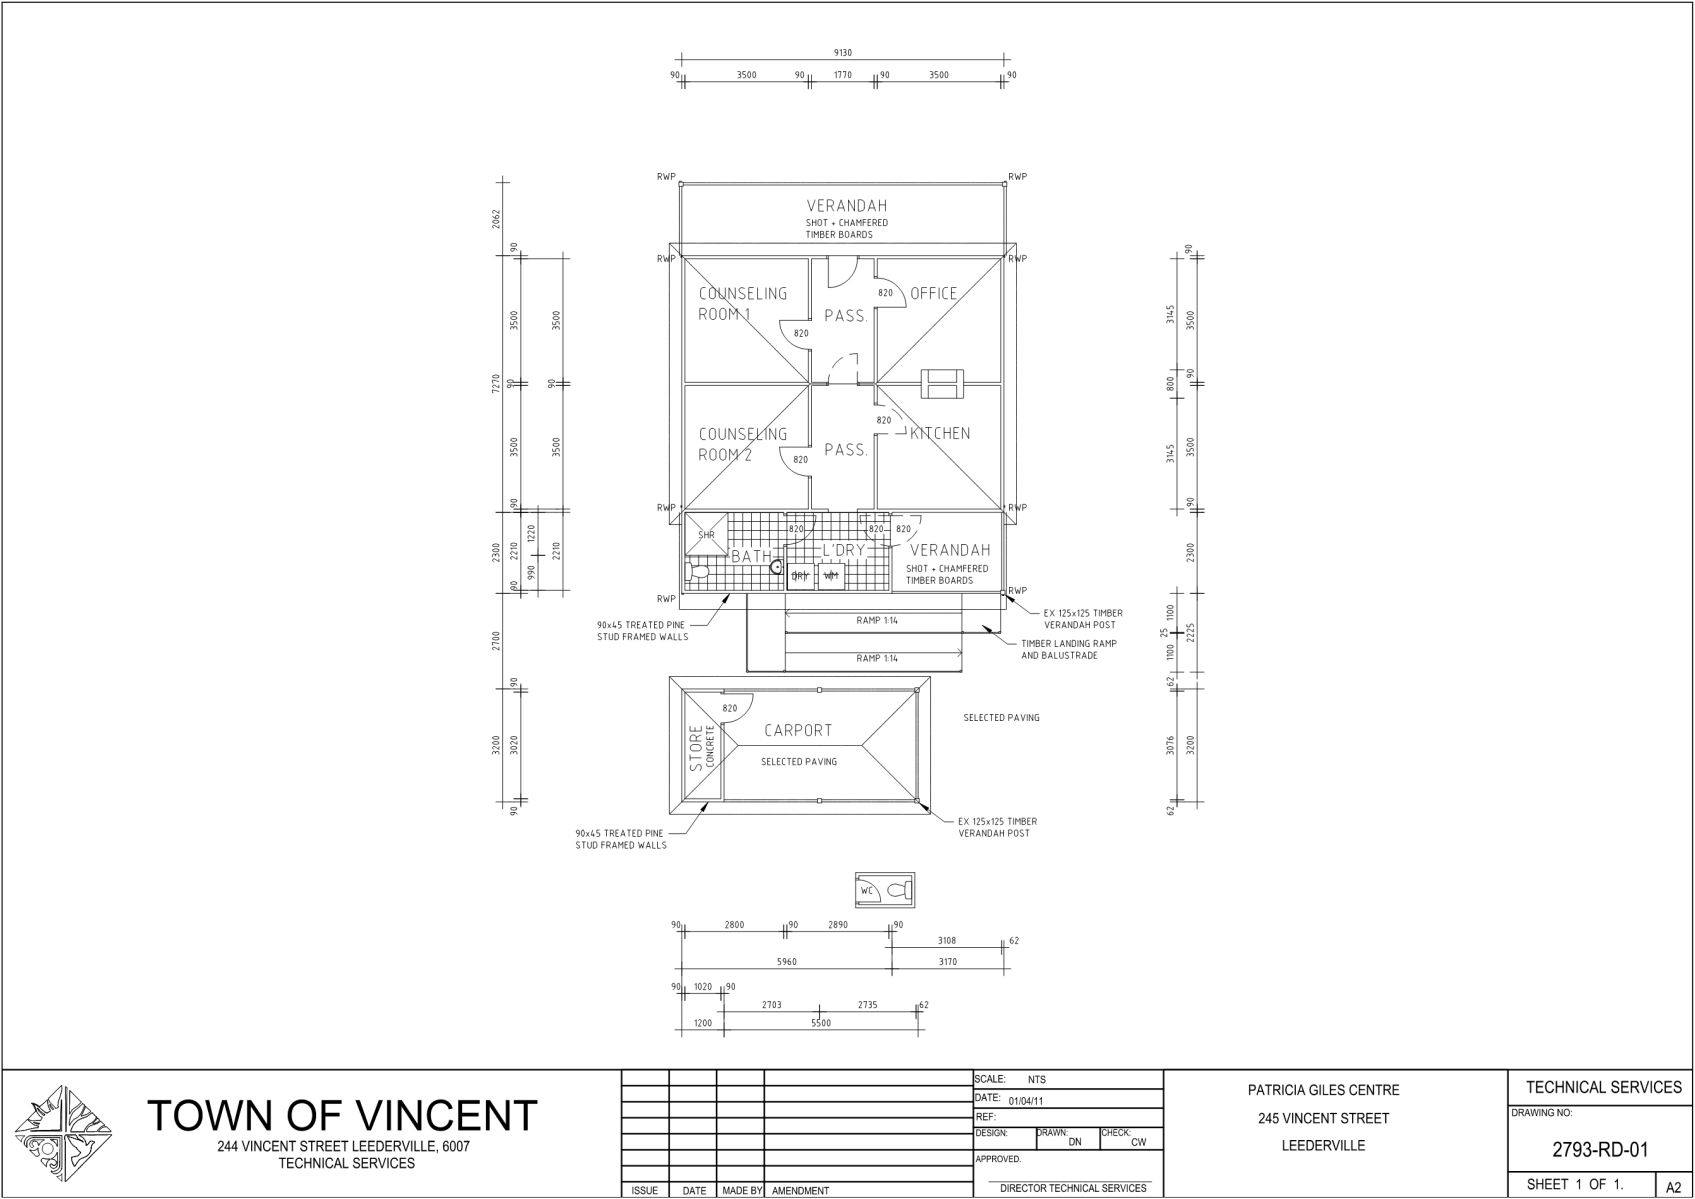 9130
90 3500 90 1770 90 3500 90
RWP RWP
VERANDAH
SHOT + CHAMFERED
TIMBER BOARDS
2062
90 90
RWP RWP
COUNSELING
ROOM 1
PASS.
820
OFFICE
820
3500 3500 3145 3500
7270 90 90 800 90
COUNSELING
ROOM 2
PASS.
820
KITCHEN
820
3500 3500 3145 3500
90 90
RWP RWP
SHR
BATH
820
L'DRY
820 820
VERANDAH
SHOT + CHAMFERED
TIMBER BOARDS
DRY WM
2300 2210 1220 2210 2300
990
90
RWP RWP
90x45 TREATED PINE
STUD FRAMED WALLS
RAMP 1:14
EX 125x125 TIMBER
VERANDAH POST
TIMBER LANDING RAMP
AND BALUSTRADE
RAMP 1:14
2700 1100 25 2225
1100
90 62
820
STORE
CONCRETE
CARPORT
SELECTED PAVING
SELECTED PAVING
3200 3020 3076 3200
90 62
90x45 TREATED PINE
STUD FRAMED WALLS
EX 125x125 TIMBER
VERANDAH POST
WC
90 2800 90 2890 90
3108 62
5960 3170
90 1020 90
2703 2735 62
1200 5500
TOWN OF VINCENT
244 VINCENT STREET LEEDERVILLE, 6007
TECHNICAL SERVICES
ISSUE DATE MADE BY AMENDMENT
SCALE: NTS
DATE: 01/04/11
REF:
DESIGN: DRAWN: DN CHECK: CW
APPROVED.
DIRECTOR TECHNICAL SERVICES
PATRICIA GILES CENTRE
245 VINCENT STREET
LEEDERVILLE
TECHNICAL SERVICES
DRAWING NO:
2793-RD-01
SHEET 1 OF 1. A2